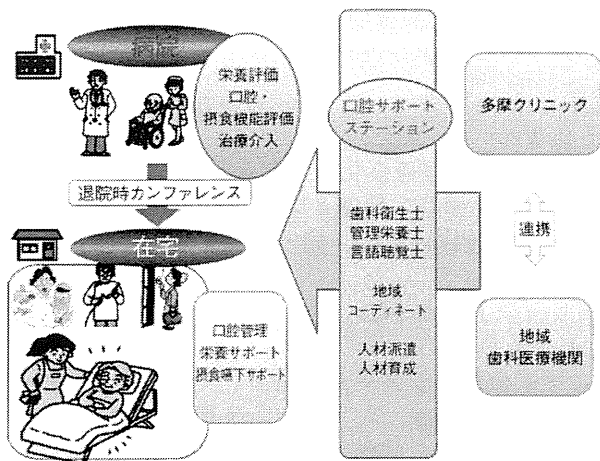 病院
栄養評価
口腔・
摂食機能評価
治療介入
退院時カンファレンス
在宅
口腔管理
栄養サポート
摂食嚥下サポート
口腔サポート
ステーション
歯科衛生士
管理栄養士
言語聴覚士
地域
コーディネート
人材派遣
人材育成
多摩クリニック
連携
地域
歯科医療機関